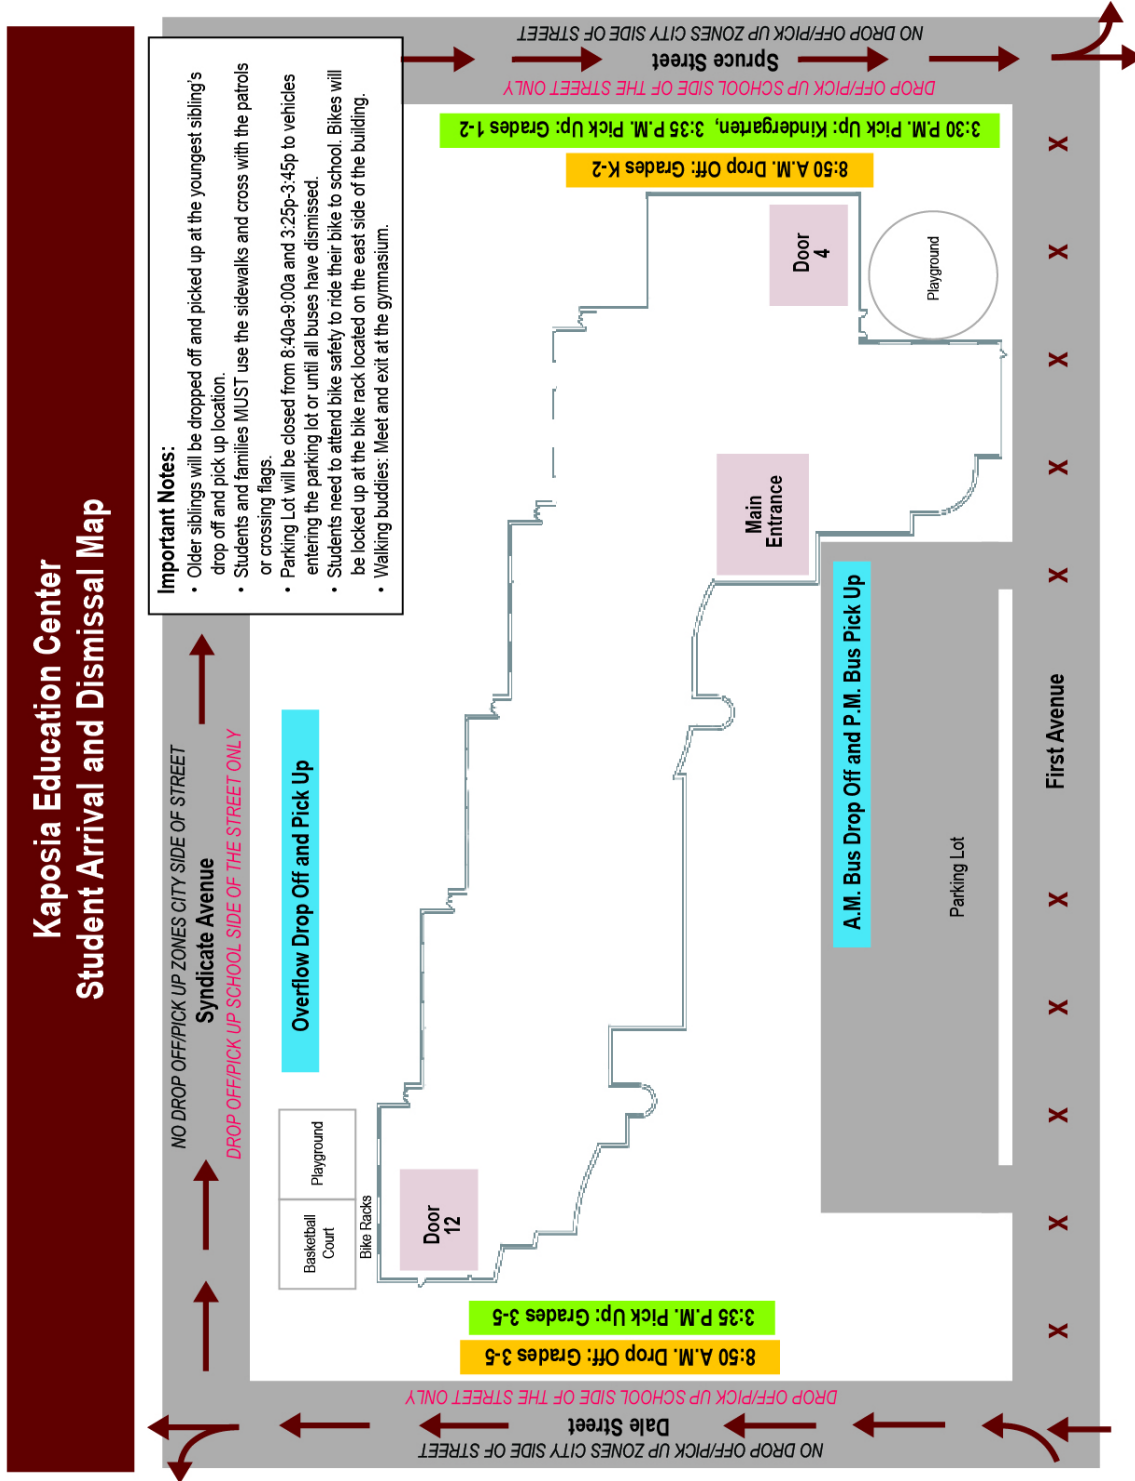 Kaposia Education Center
Student Arrival and Dismissal Map
Important Notes:
• Older siblings will be dropped off and picked up at the youngest sibling's
drop off and pick up location.
• Students and families MUST use the sidewalks and cross with the patrols
or crossing flags.
• Parking Lot will be closed from 8:40a-9:00a and 3:25p-3:45p to vehicles
entering the parking lot or until all buses have dismissed.
• Students need to attend bike safety to ride their bike to school. Bikes will
be locked up at the bike rack located on the east side of the building.
• Walking buddies: Meet and exit at the gymnasium.
NO DROP OFF/PICK UP ZONES CITY SIDE OF STREET
Syndicate Avenue
DROP OFF/PICK UP SCHOOL SIDE OF THE STREET ONLY
Overflow Drop Off and Pick Up
Basketball
Court
Playground
Bike Racks
Door
12
NO DROP OFF/PICK UP ZONES CITY SIDE OF STREET
Dale Street
DROP OFF/PICK UP SCHOOL SIDE OF THE STREET ONLY
8:50 A.M. Drop Off: Grades 3-5
3:35 P.M. Pick Up: Grades 3-5
NO DROP OFF/PICK UP ZONES CITY SIDE OF STREET
Spruce Street
DROP OFF/PICK UP SCHOOL SIDE OF THE STREET ONLY
3:30 P.M. Pick Up: Kindergarten, 3:35 P.M. Pick Up: Grades 1-2
8:50 A.M. Drop Off: Grades K-2
Door
4
Playground
Main
Entrance
A.M. Bus Drop Off and P.M. Bus Pick Up
Parking Lot
First Avenue
X X X X X X X X X X